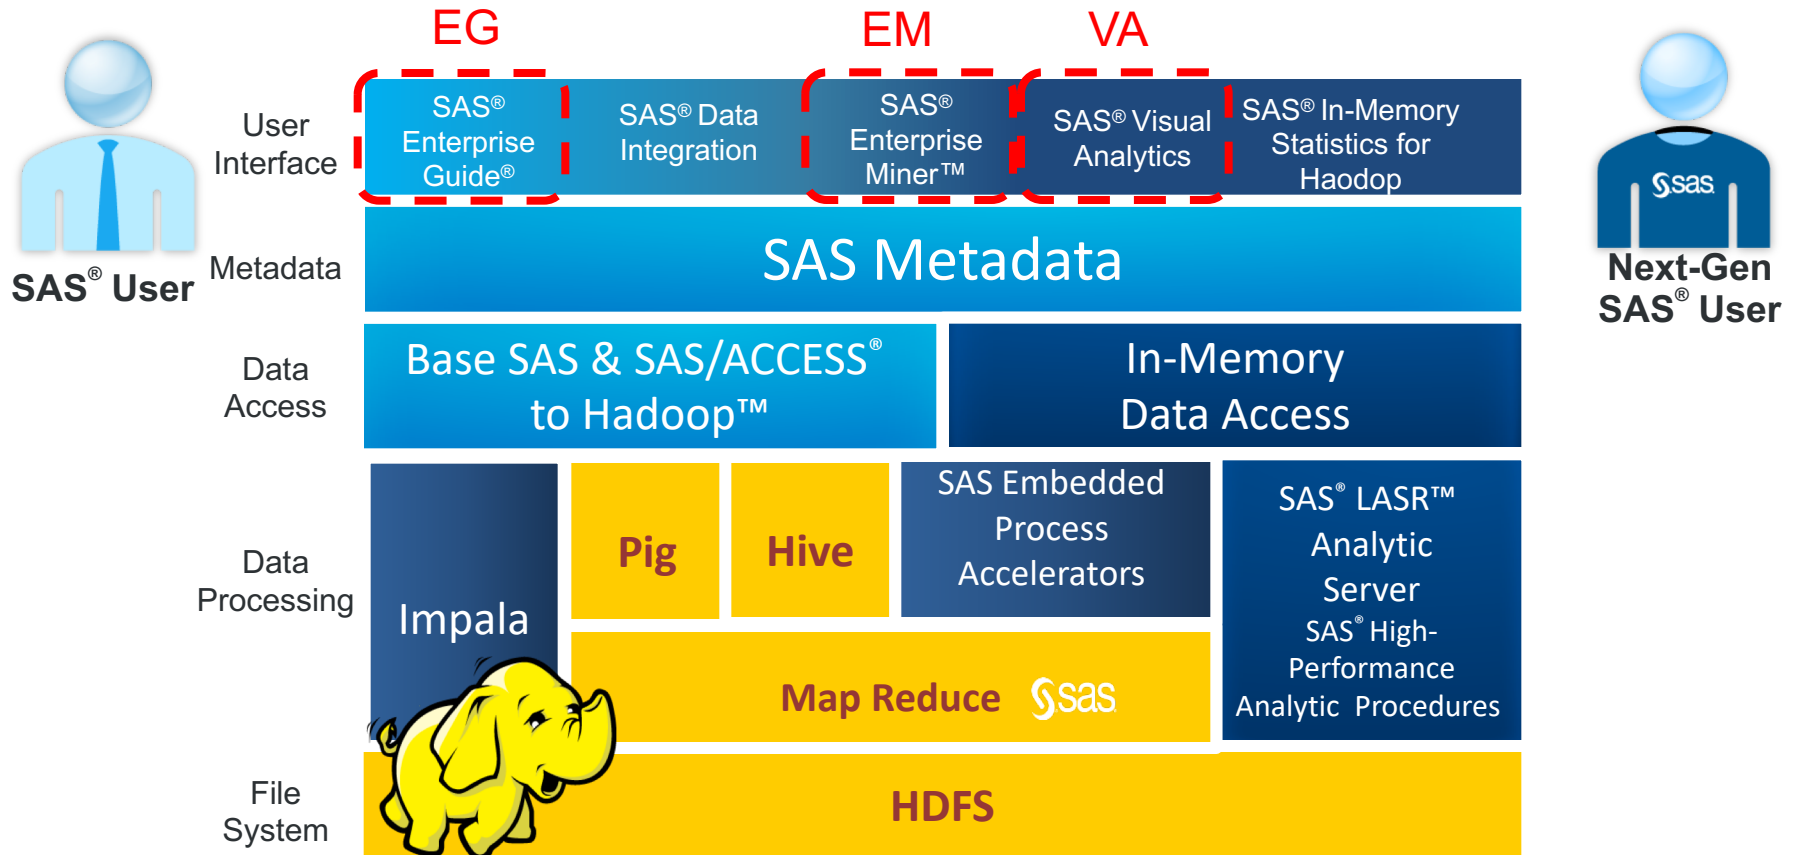 EG
EM
VA
User
Interface
SAS®
Enterprise
Guide®
SAS® Data
Integration
SAS®
Enterprise
Miner™
SAS® Visual
Analytics
SAS® In-Memory
Statistics for
Haodop
SAS® User
Next-Gen
SAS® User
sas
Metadata
SAS Metadata
Data
Access
Base SAS & SAS/ACCESS®
to Hadoop™
In-Memory
Data Access
Data
Processing
Impala
Pig
Hive
SAS Embedded
Process
Accelerators
SAS® LASR™
Analytic
Server
SAS® High-
Performance
Analytic Procedures
Map Reduce sas
File
System
HDFS